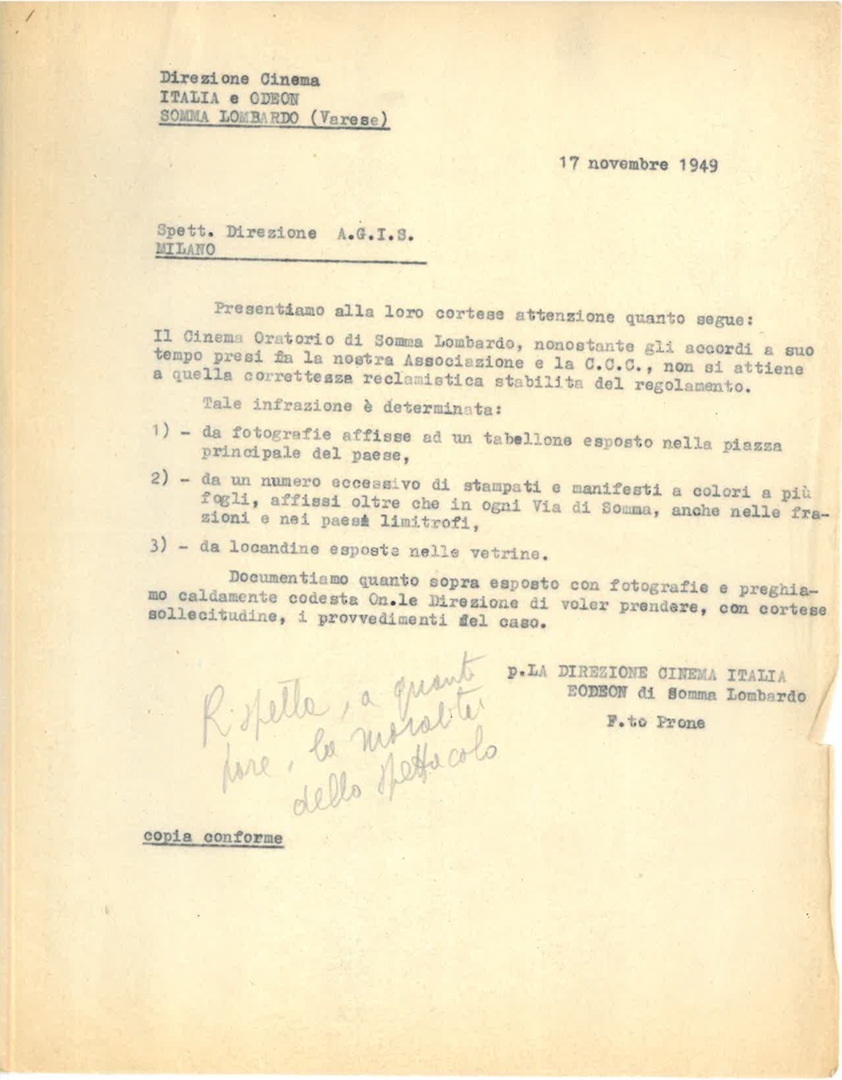 Direzione Cinema
ITALIA e ODEON
SOMMA LOMBARDO (Varese)
17 novembre 1949
Spett. Direzione A.G.I.S.
MILANO
Presentiamo alla loro cortese attenzione quanto segue:
Il Cinema Oratorio di Somma Lombardo, nonostante gli accordi a suo
tempo presi fra la nostra Associazione e la C.C.C., non si attiene
a quella correttezza reclamistica stabilita del regolamento.
Tale infrazione è determinata:
1) - da fotografie affisse ad un tabellone esposto nella piazza
principale del paese,
2) - da un numero eccessivo di stampati e manifesti a colori a più
fogli, affissi oltre che in ogni Via di Somma, anche nelle fra-
zioni e nei paesi limitrofi,
3) - da locandine esposte nelle vetrine.
Documentiamo quanto sopra esposto con fotografie e preghia-
mo caldamente codesta On.le Direzione di voler prendere, con cortese
sollecitudine, i provvedimenti del caso.
p.LA DIREZIONE CINEMA ITALIA
EODEON di Somma Lombardo
F.to Prone
Rispetta, a quanto
pare, la moralità
dello spettacolo
copia conforme